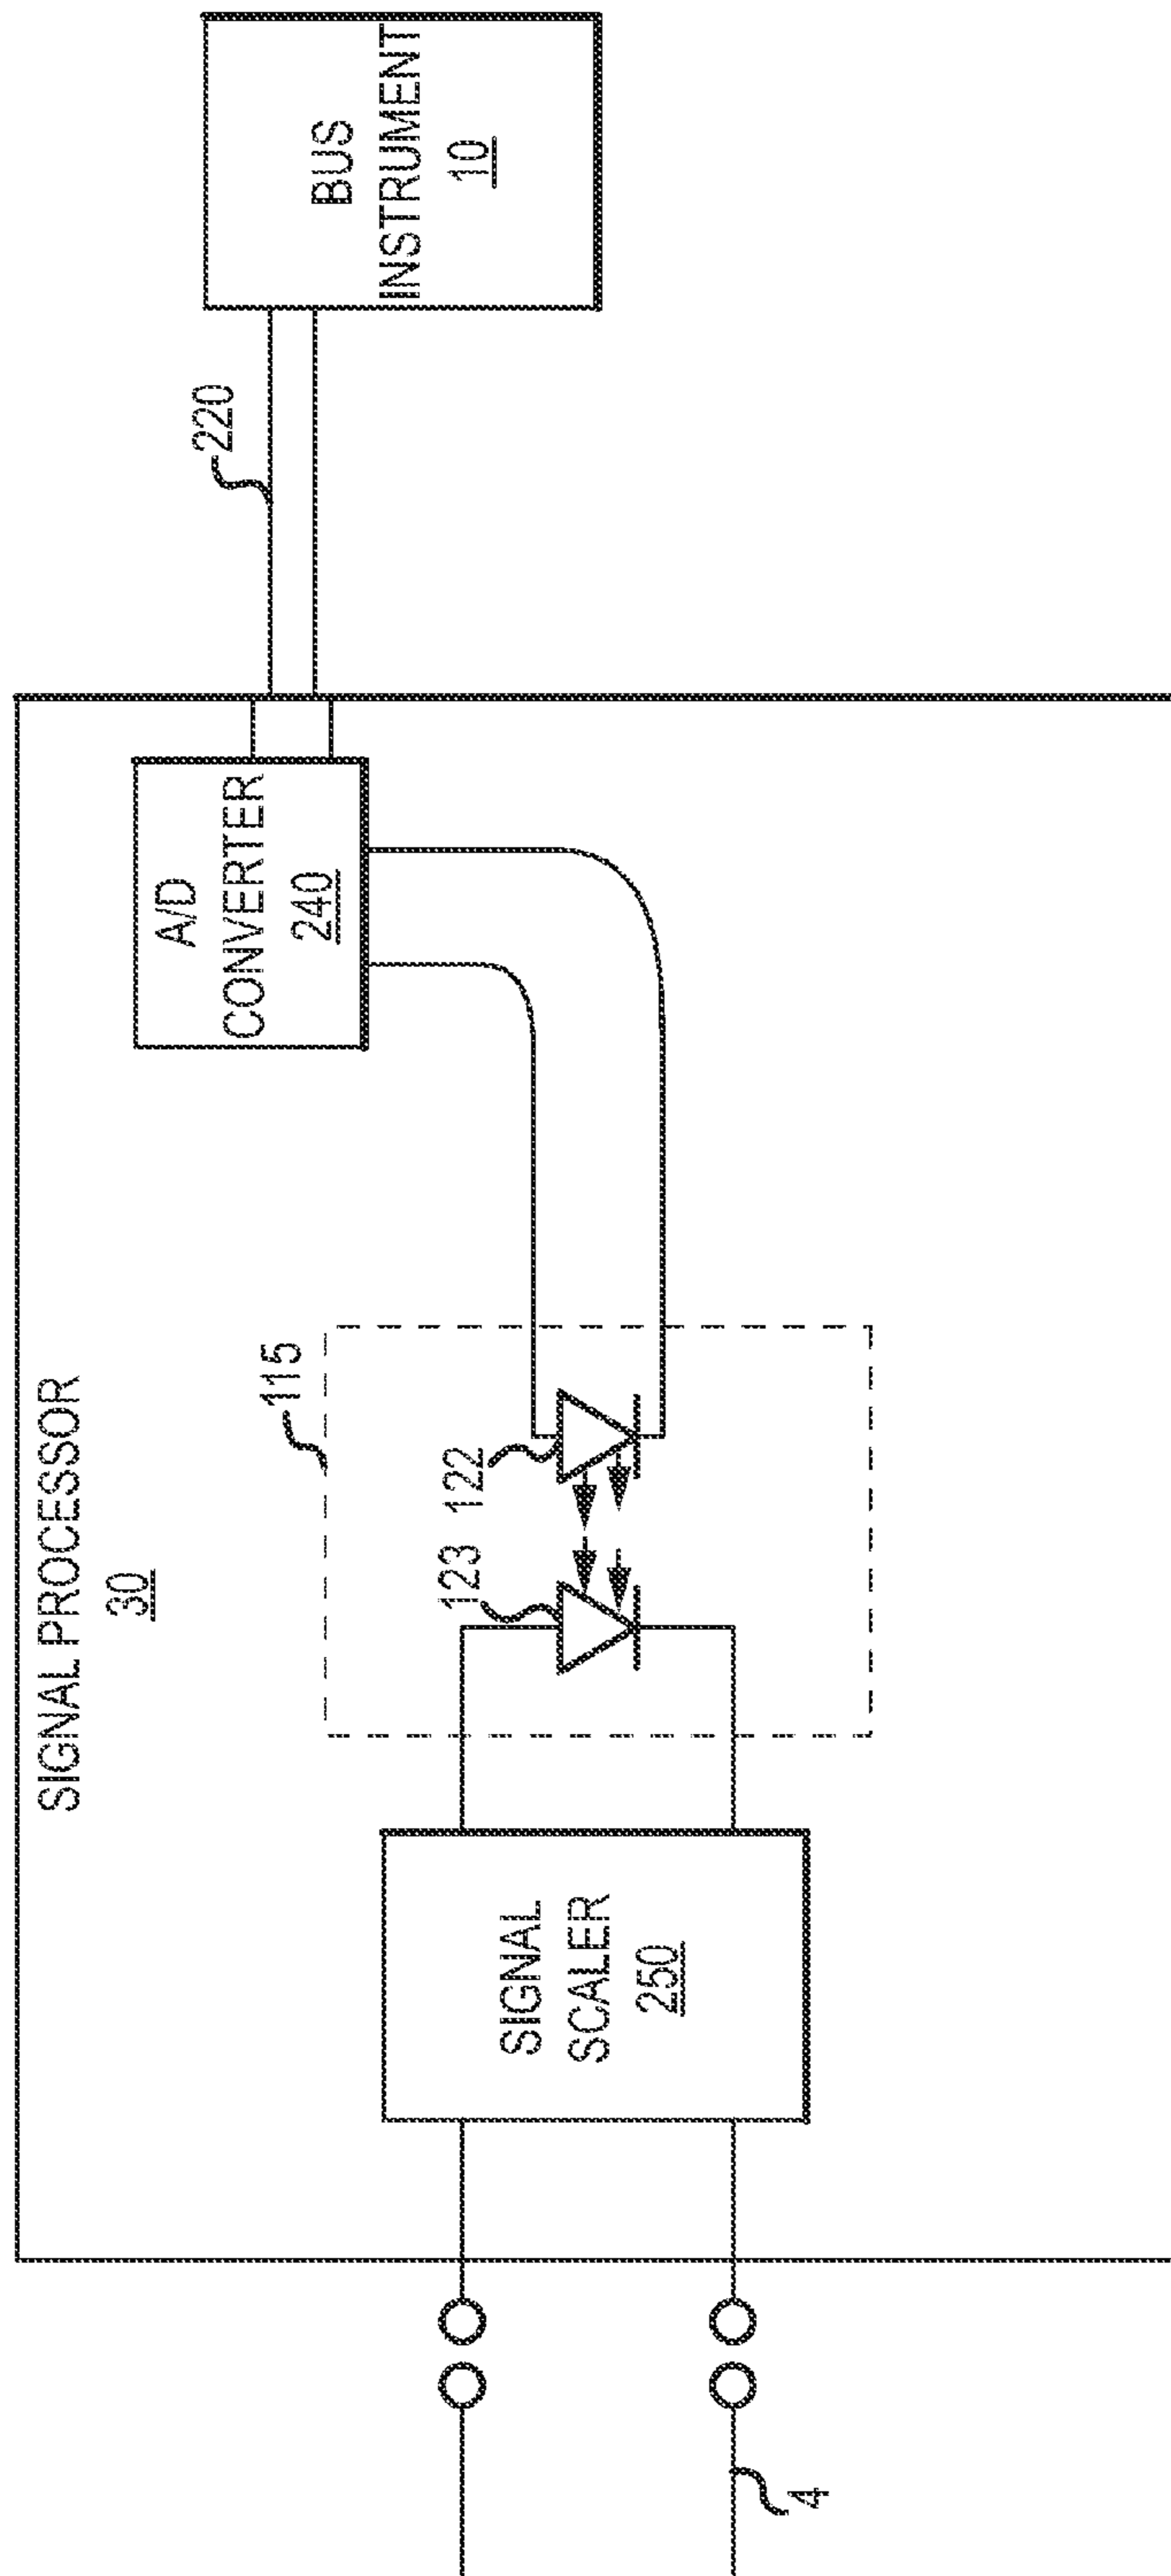 SIGNAL PROCESSOR
30
BUS
INSTRUMENT
10
220
A/D
CONVERTER
240
115
123
122
SIGNAL
SCALER
250
4